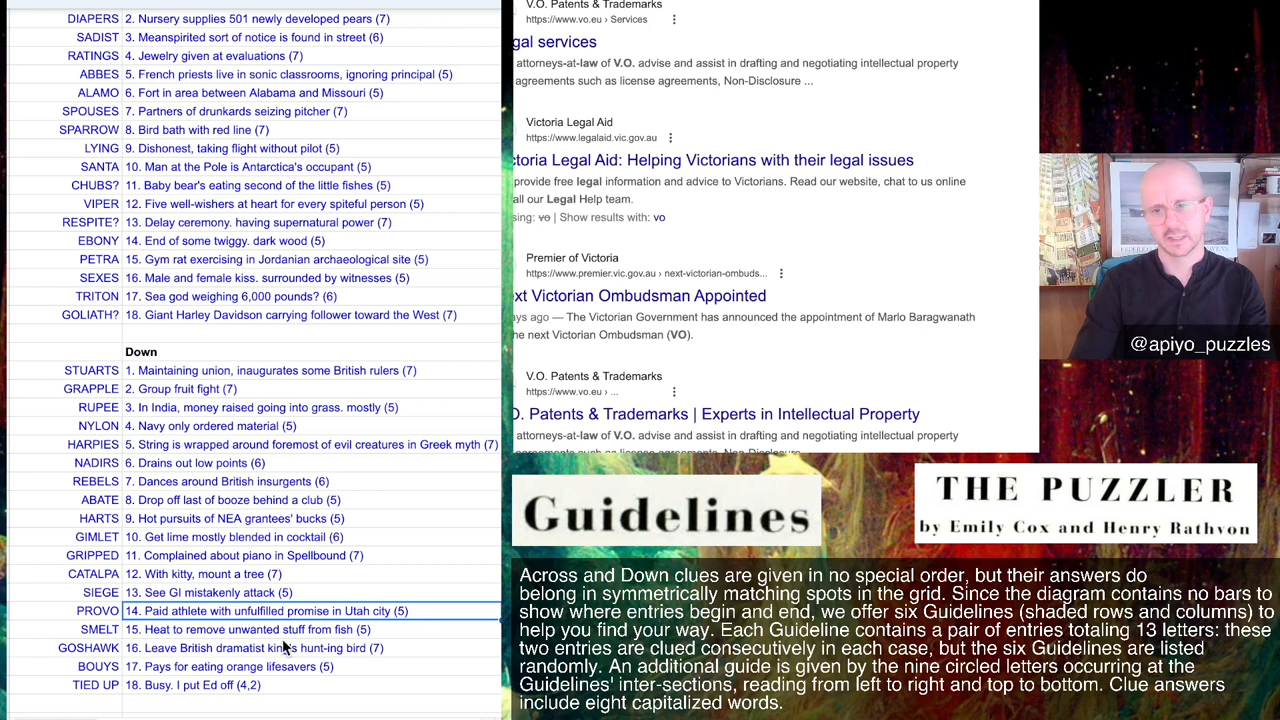 DIAPERS 2. Nursery supplies 501 newly developed pears (7)
SADIST 3. Meanspirited sort of notice is found in street (6)
RATINGS 4. Jewelry given at evaluations (7)
ABBES 5. French priests live in sonic classrooms, ignoring principal (5)
ALAMO 6. Fort in area between Alabama and Missouri (5)
SPOUSES 7. Partners of drunkards seizing pitcher (7)
SPARROW 8. Bird bath with red line (7)
LYING 9. Dishonest, taking flight without pilot (5)
SANTA 10. Man at the Pole is Antarctica's occupant (5)
CHUBS? 11. Baby bear's eating second of the little fishes (5)
VIPER 12. Five well-wishers at heart for every spiteful person (5)
RESPITE? 13. Delay ceremony. having supernatural power (7)
EBONY 14. End of some twiggy. dark wood (5)
PETRA 15. Gym rat exercising in Jordanian archaeological site (5)
SEXES 16. Male and female kiss. surrounded by witnesses (5)
TRITON 17. Sea god weighing 6,000 pounds? (6)
GOLIATH? 18. Giant Harley Davidson carrying follower toward the West (7)
Down
STUARTS 1. Maintaining union, inaugurates some British rulers (7)
GRAPPLE 2. Group fruit fight (7)
RUPEE 3. In India, money raised going into grass. mostly (5)
NYLON 4. Navy only ordered material (5)
HARPIES 5. String is wrapped around foremost of evil creatures in Greek myth (7)
NADIRS 6. Drains out low points (6)
REBELS 7. Dances around British insurgents (6)
ABATE 8. Drop off last of booze behind a club (5)
HARTS 9. Hot pursuits of NEA grantees' bucks (5)
GIMLET 10. Get lime mostly blended in cocktail (6)
GRIPPED 11. Complained about piano in Spellbound (7)
CATALPA 12. With kitty, mount a tree (7)
SIEGE 13. See GI mistakenly attack (5)
PROVO 14. Paid athlete with unfulfilled promise in Utah city (5)
SMELT 15. Heat to remove unwanted stuff from fish (5)
GOSHAWK 16. Leave British dramatist king's hunt-ing bird (7)
BOUYS 17. Pays for eating orange lifesavers (5)
TIED UP 18. Busy. I put Ed off (4,2)
V.O. Patents & Trademarks
https://www.vo.eu › Services
gal services
attorneys-at-law of V.O. advise and assist in drafting and negotiating intellectual property
agreements such as license agreements, Non-Disclosure ...
Victoria Legal Aid
https://www.legalaid.vic.gov.au
ctoria Legal Aid: Helping Victorians with their legal issues
provide free legal information and advice to Victorians. Read our website, chat to us online
all our Legal Help team.
sing: vo | Show results with: vo
Premier of Victoria
https://www.premier.vic.gov.au › next-victorian-ombuds...
ext Victorian Ombudsman Appointed
ays ago — The Victorian Government has announced the appointment of Marlo Baragwanath
he next Victorian Ombudsman (VO).
V.O. Patents & Trademarks
https://www.vo.eu › ...
O. Patents & Trademarks | Experts in Intellectual Property
attorneys-at-law of V.O. advise and assist in drafting and negotiating intellectual property
agreements such as license agreements, Non-Disclosure
@apiyo_puzzles
Guidelines
THE PUZZLER
by Emily Cox and Henry Rathvon
Across and Down clues are given in no special order, but their answers do
belong in symmetrically matching spots in the grid. Since the diagram contains no bars to
show where entries begin and end, we offer six Guidelines (shaded rows and columns) to
help you find your way. Each Guideline contains a pair of entries totaling 13 letters: these
two entries are clued consecutively in each case, but the six Guidelines are listed
randomly. An additional guide is given by the nine circled letters occurring at the
Guidelines' inter-sections, reading from left to right and top to bottom. Clue answers
include eight capitalized words.